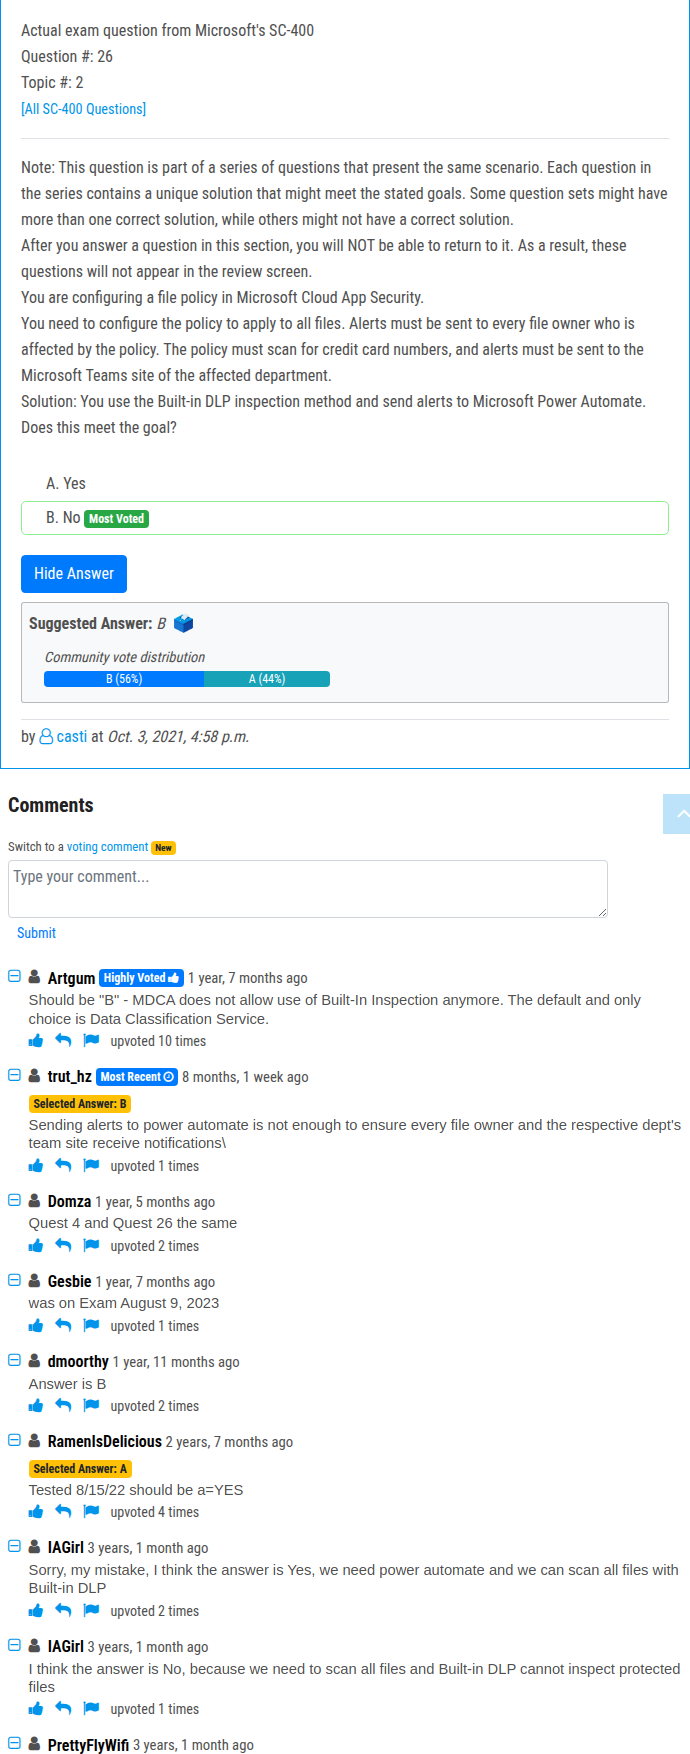 Actual exam question from Microsoft's SC-400
Question #: 26
Topic #: 2
[All SC-400 Questions]
Note: This question is part of a series of questions that present the same scenario. Each question in
the series contains a unique solution that might meet the stated goals. Some question sets might have
more than one correct solution, while others might not have a correct solution.
After you answer a question in this section, you will NOT be able to return to it. As a result, these
questions will not appear in the review screen.
You are configuring a file policy in Microsoft Cloud App Security.
You need to configure the policy to apply to all files. Alerts must be sent to every file owner who is
affected by the policy. The policy must scan for credit card numbers, and alerts must be sent to the
Microsoft Teams site of the affected department.
Solution: You use the Built-in DLP inspection method and send alerts to Microsoft Power Automate.
Does this meet the goal?
A. Yes
B. No Most Voted
Hide Answer
Suggested Answer: B
Community vote distribution
B (56%) A (44%)
by casti at Oct. 3, 2021, 4:58 p.m.
Comments
Switch to a voting comment New
Type your comment...
Submit
Artgum Highly Voted 1 year, 7 months ago
Should be "B" - MDCA does not allow use of Built-In Inspection anymore. The default and only
choice is Data Classification Service.
upvoted 10 times
trut_hz Most Recent 8 months, 1 week ago
Selected Answer: B
Sending alerts to power automate is not enough to ensure every file owner and the respective dept's
team site receive notifications\
upvoted 1 times
Domza 1 year, 5 months ago
Quest 4 and Quest 26 the same
upvoted 2 times
Gesbie 1 year, 7 months ago
was on Exam August 9, 2023
upvoted 1 times
dmoorthy 1 year, 11 months ago
Answer is B
upvoted 2 times
RamenIsDelicious 2 years, 7 months ago
Selected Answer: A
Tested 8/15/22 should be a=YES
upvoted 4 times
IAGirl 3 years, 1 month ago
Sorry, my mistake, I think the answer is Yes, we need power automate and we can scan all files with
Built-in DLP
upvoted 2 times
IAGirl 3 years, 1 month ago
I think the answer is No, because we need to scan all files and Built-in DLP cannot inspect protected
files
upvoted 1 times
PrettyFlyWifi 3 years, 1 month ago